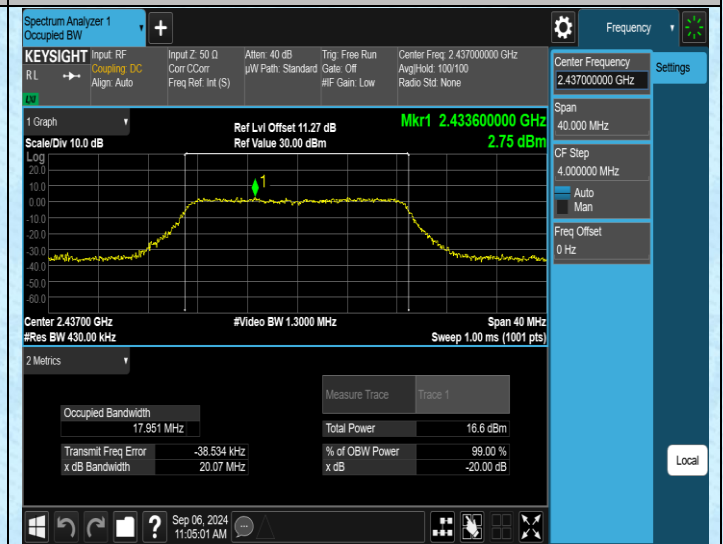 Spectrum Analyzer 1
Occupied BW
Frequency
KEYSIGHT
RL
LXI
Input: RF
Coupling: DC
Align: Auto
Input Z: 50 Ω
Corr CCorr
Freq Ref: Int (S)
Atten: 40 dB
µW Path: Standard
Trig: Free Run
Gate: Off
#IF Gain: Low
Center Freq: 2.437000000 GHz
Avg|Hold: 100/100
Radio Std: None
Center Frequency
2.437000000 GHz
Settings
Span
40.000 MHz
CF Step
4.000000 MHz
Auto
Man
Freq Offset
0 Hz
1 Graph
Scale/Div 10.0 dB
Ref Lvl Offset 11.27 dB
Ref Value 30.00 dBm
Mkr1 2.433600000 GHz
2.75 dBm
Log
20.0
10.0
0.00
-10.0
-20.0
-30.0
-40.0
-50.0
-60.0
1
Center 2.43700 GHz
#Res BW 430.00 kHz
#Video BW 1.3000 MHz
Span 40 MHz
Sweep 1.00 ms (1001 pts)
2 Metrics
Measure Trace Trace 1
Occupied Bandwidth
17.951 MHz
Total Power 16.6 dBm
Transmit Freq Error -38.534 kHz
% of OBW Power 99.00 %
x dB Bandwidth 20.07 MHz
x dB -20.00 dB
Local
Sep 06, 2024
11:05:01 AM